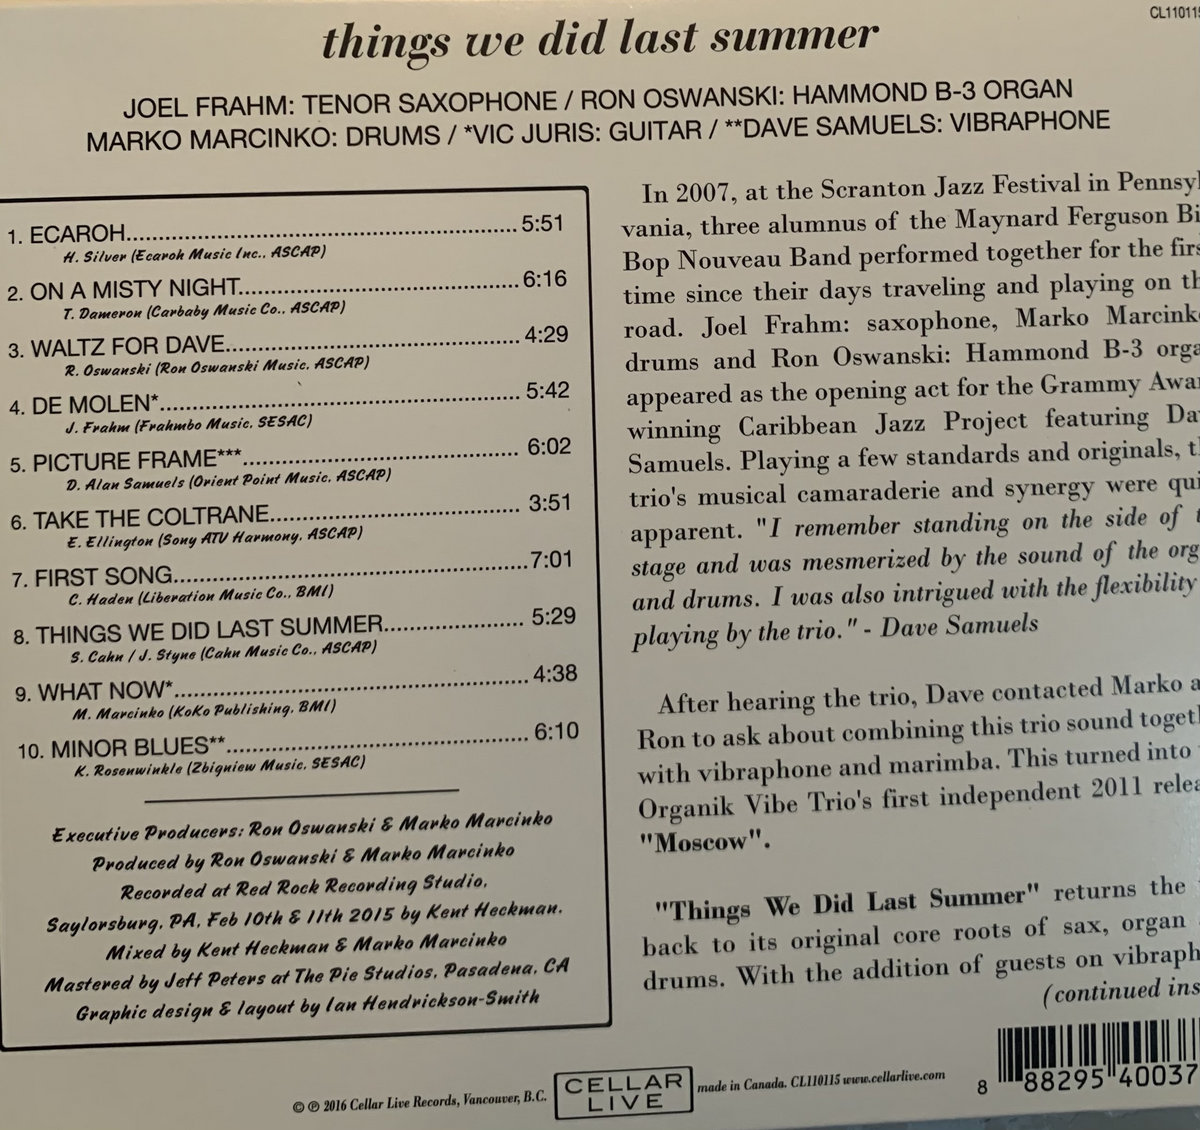 CL110115
things we did last summer
JOEL FRAHM: TENOR SAXOPHONE / RON OSWANSKI: HAMMOND B-3 ORGAN
MARKO MARCINKO: DRUMS / *VIC JURIS: GUITAR / **DAVE SAMUELS: VIBRAPHONE
1. ECAROH..................................................5:51
H. Silver (Ecaroh Music Inc., ASCAP)
2. ON A MISTY NIGHT..................................................6:16
T. Dameron (Carbaby Music Co., ASCAP)
3. WALTZ FOR DAVE..................................................4:29
R. Oswanski (Ron Oswanski Music, ASCAP)
4. DE MOLEN*..................................................5:42
J. Frahm (Frahmbo Music, SESAC)
5. PICTURE FRAME***..................................................6:02
D. Alan Samuels (Orient Point Music, ASCAP)
6. TAKE THE COLTRANE..................................................3:51
E. Ellington (Sony ATV Harmony, ASCAP)
7. FIRST SONG..................................................7:01
C. Haden (Liberation Music Co., BMI)
8. THINGS WE DID LAST SUMMER..................................................5:29
S. Cahn / J. Styne (Cahn Music Co., ASCAP)
9. WHAT NOW*..................................................4:38
M. Marcinko (KoKo Publishing, BMI)
10. MINOR BLUES**..................................................6:10
K. Rosenwinkle (Zbigniew Music, SESAC)
Executive Producers: Ron Oswanski & Marko Marcinko
Produced by Ron Oswanski & Marko Marcinko
Recorded at Red Rock Recording Studio,
Saylorsburg, PA, Feb 10th & 11th 2015 by Kent Heckman.
Mixed by Kent Heckman & Marko Marcinko
Mastered by Jeff Peters at The Pie Studios, Pasadena, CA
Graphic design & layout by Ian Hendrickson-Smith
In 2007, at the Scranton Jazz Festival in Pennsyl
vania, three alumnus of the Maynard Ferguson Bi
Bop Nouveau Band performed together for the firs
time since their days traveling and playing on th
road. Joel Frahm: saxophone, Marko Marcinko
drums and Ron Oswanski: Hammond B-3 orga
appeared as the opening act for the Grammy Awar
winning Caribbean Jazz Project featuring Da
Samuels. Playing a few standards and originals, th
trio's musical camaraderie and synergy were qui
apparent. "I remember standing on the side of t
stage and was mesmerized by the sound of the org
and drums. I was also intrigued with the flexibility
playing by the trio." - Dave Samuels
After hearing the trio, Dave contacted Marko a
Ron to ask about combining this trio sound togeth
with vibraphone and marimba. This turned into
Organik Vibe Trio's first independent 2011 relea
"Moscow".
"Things We Did Last Summer" returns the
back to its original core roots of sax, organ
drums. With the addition of guests on vibraph
(continued ins
© ℗ 2016 Cellar Live Records, Vancouver, B.C.
CELLAR LIVE
made in Canada. CL110115 www.cellarlive.com
8 88295 40037